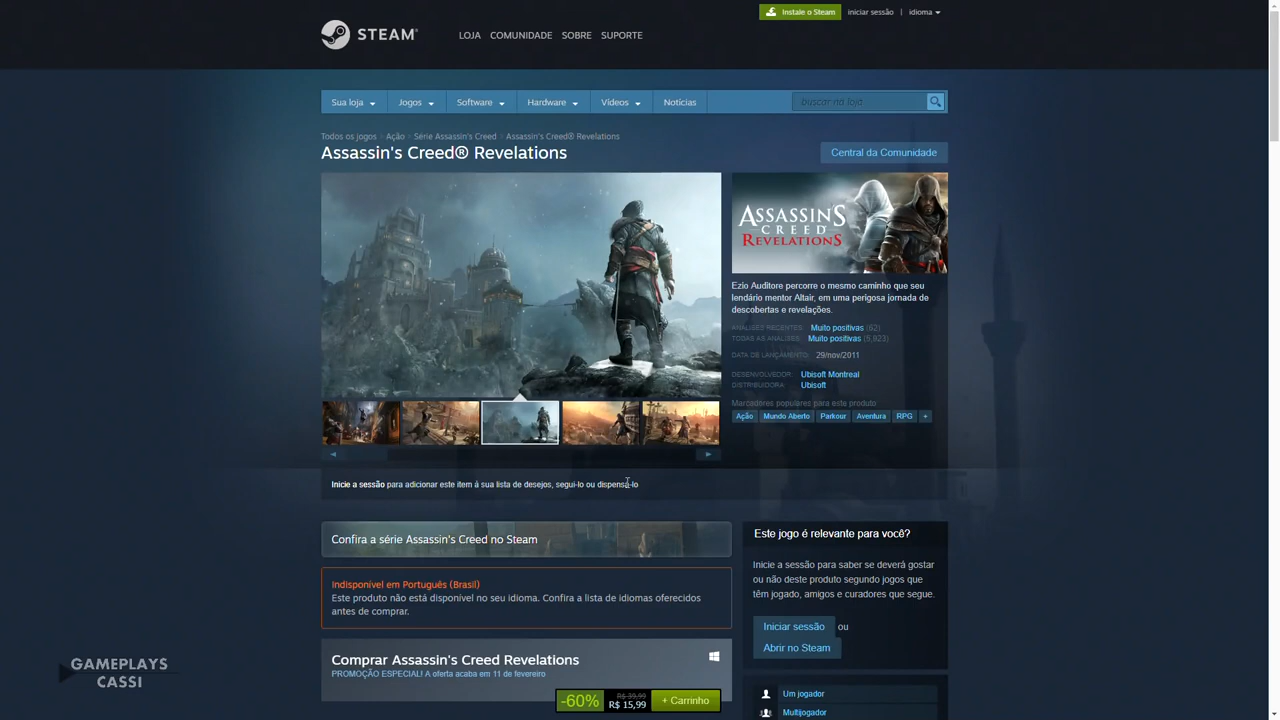 Instale o Steam iniciar sessão idioma
STEAM®
LOJA COMUNIDADE SOBRE SUPORTE
Sua loja Jogos Software Hardware Vídeos Notícias buscar na loja
Todos os jogos > Ação > Série Assassin's Creed > Assassin's Creed® Revelations
Assassin's Creed® Revelations
Central da Comunidade
ASSASSIN'S
CREED
REVELATIONS
Ezio Auditore percorre o mesmo caminho que seu
lendário mentor Altair, em uma perigosa jornada de
descobertas e revelações.
ANÁLISES RECENTES: Muito positivas (62)
TODAS AS ANÁLISES: Muito positivas (5,823)
DATA DE LANÇAMENTO: 29/nov/2011
DESENVOLVEDOR: Ubisoft Montreal
DISTRIBUIDORA: Ubisoft
Marcadores populares para este produto
Ação Mundo Aberto Parkour Aventura RPG +
Inicie a sessão para adicionar este item à sua lista de desejos, segui-lo ou dispensá-lo
Confira a série Assassin's Creed no Steam
Indisponível em Português (Brasil)
Este produto não está disponível no seu idioma. Confira a lista de idiomas oferecidos
antes de comprar.
Comprar Assassin's Creed Revelations
PROMOÇÃO ESPECIAL! A oferta acaba em 11 de fevereiro
-60% R$ 39,99 R$ 15,99 + Carrinho
Este jogo é relevante para você?
Inicie a sessão para saber se deverá gostar
ou não deste produto segundo jogos que
têm jogado, amigos e curadores que segue.
Iniciar sessão ou
Abrir no Steam
Um jogador
Multijogador
GAMEPLAYS
CASSI